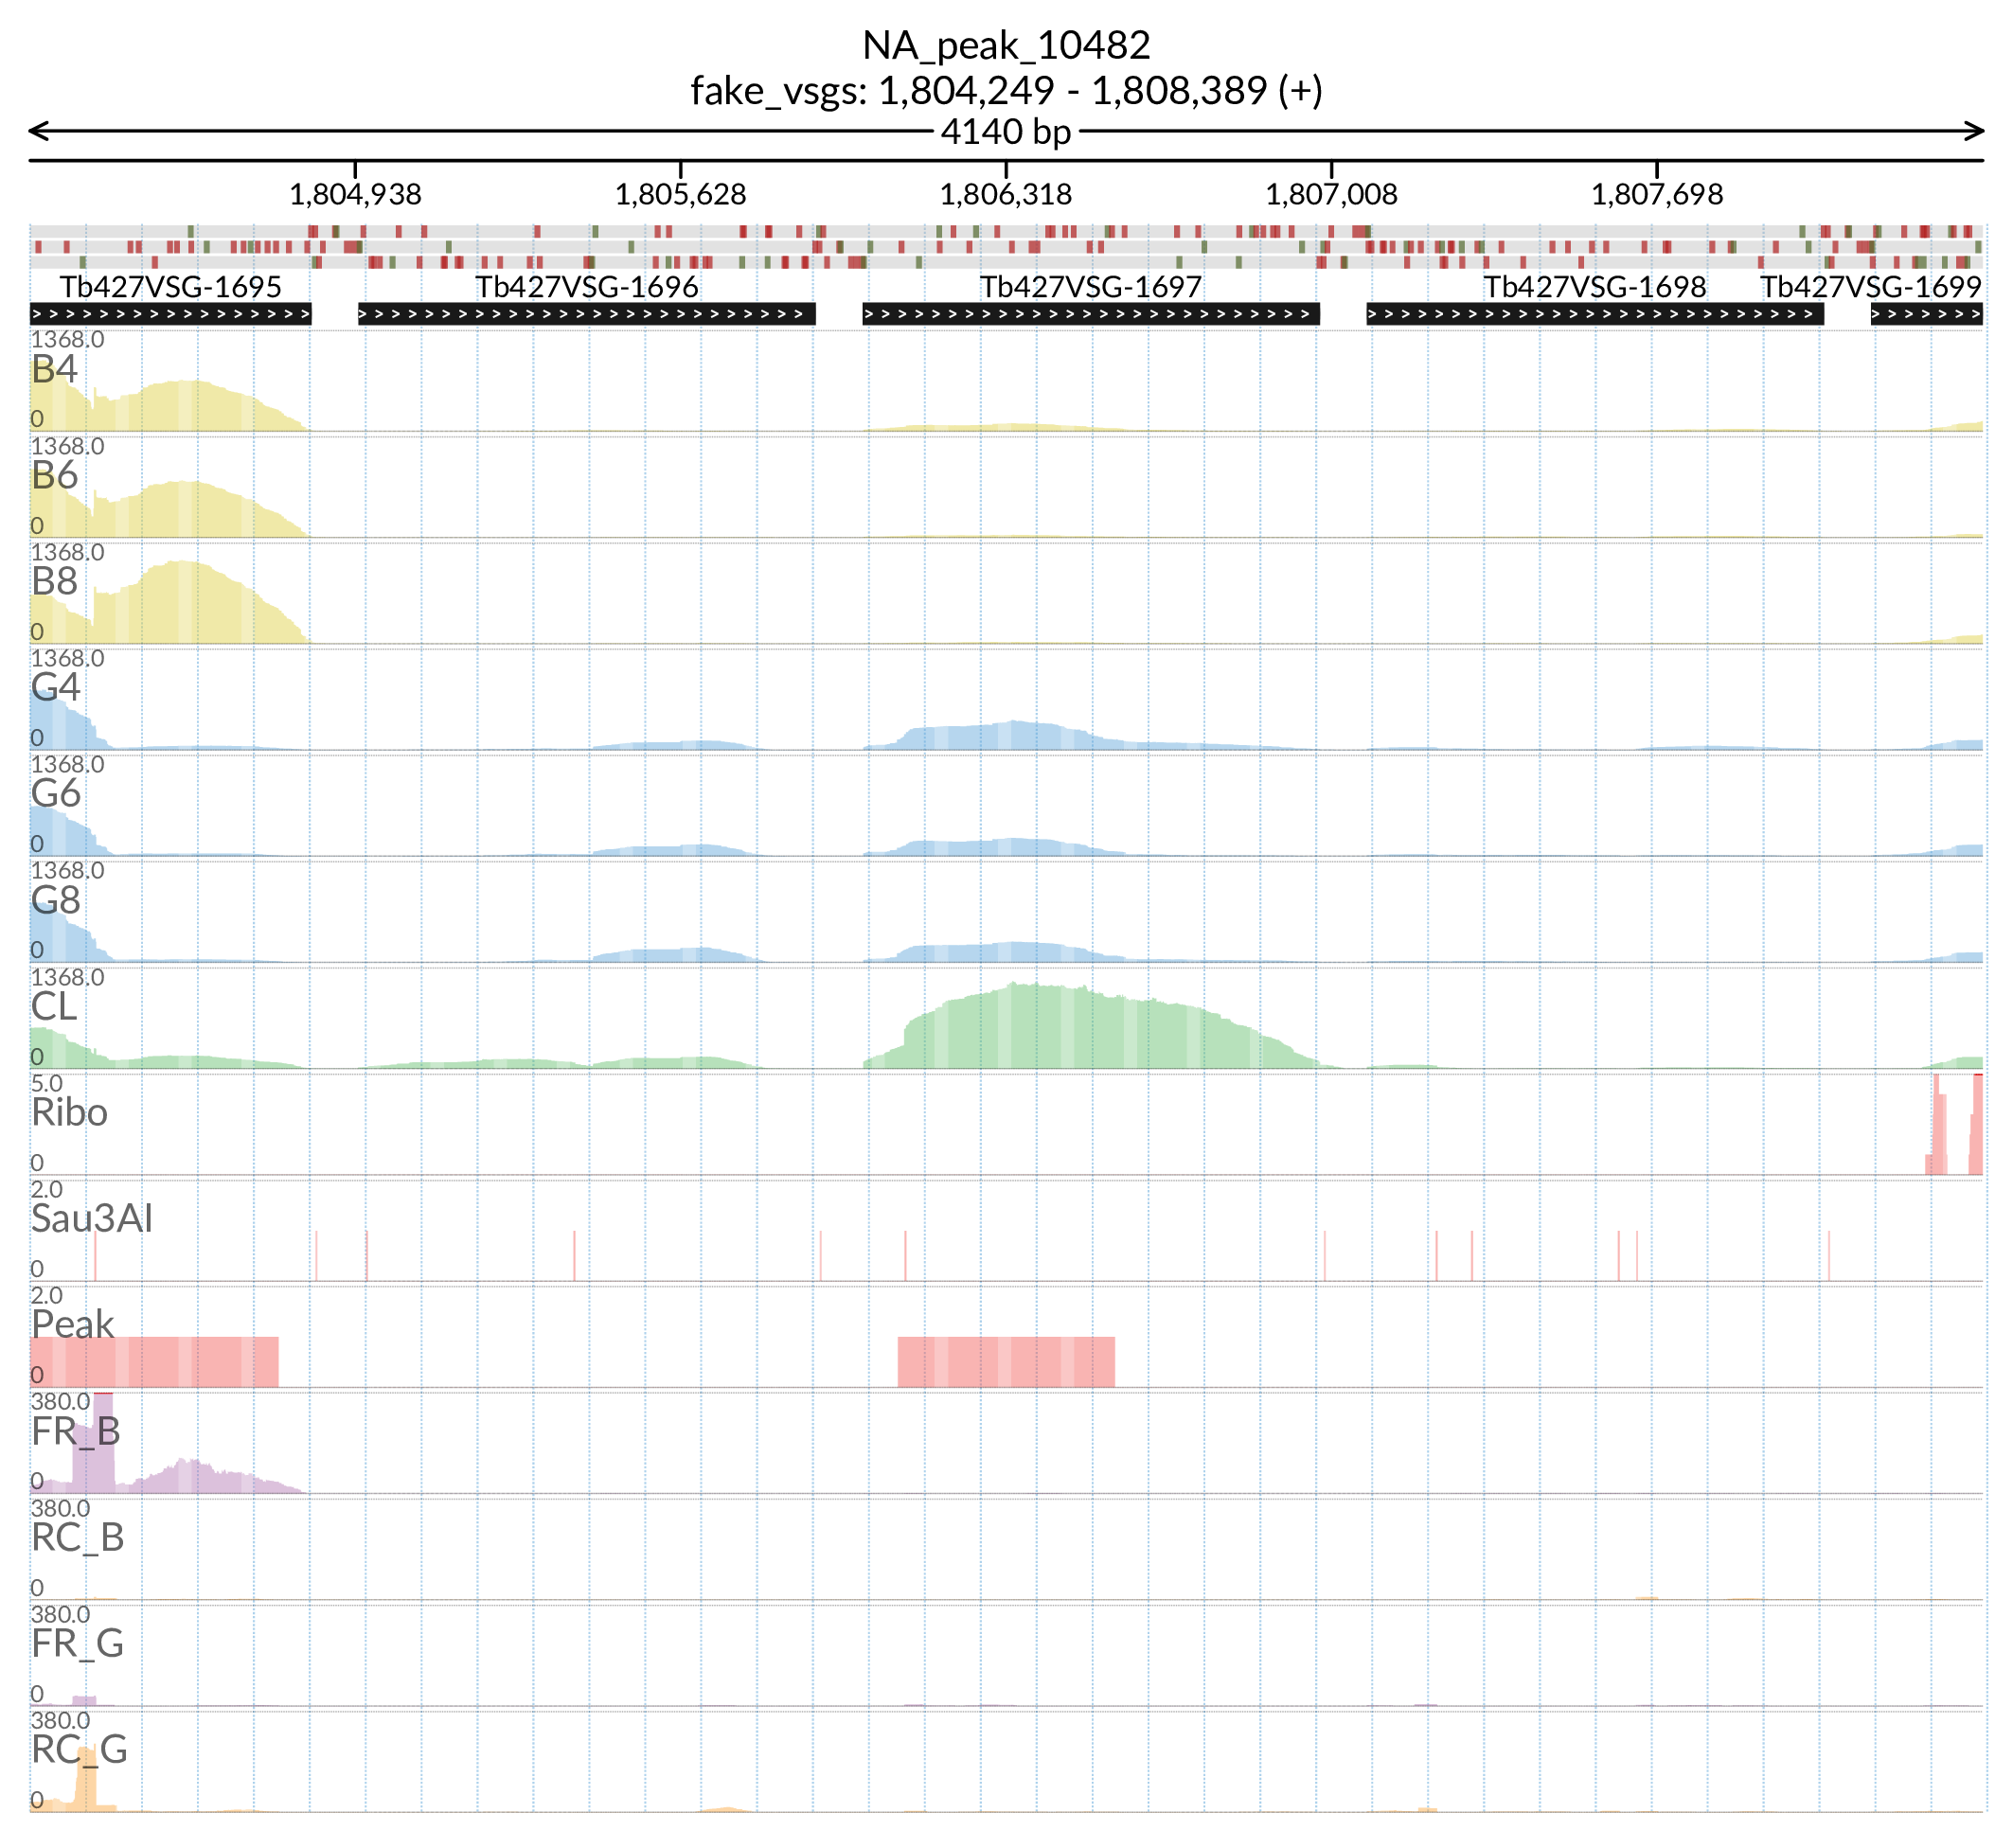 NA_peak_10482
fake_vsgs: 1,804,249 - 1,808,389 (+)
4140 bp
1,804,938 1,805,628 1,806,318 1,807,008 1,807,698
Tb427VSG-1695 Tb427VSG-1696 Tb427VSG-1697 Tb427VSG-1698 Tb427VSG-1699
1368.0
B4
0
1368.0
B6
0
1368.0
B8
0
1368.0
G4
0
1368.0
G6
0
1368.0
G8
0
1368.0
CL
0
5.0
Ribo
0
2.0
Sau3AI
0
2.0
Peak
0
380.0
FR_B
0
380.0
RC_B
0
380.0
FR_G
0
380.0
RC_G
0